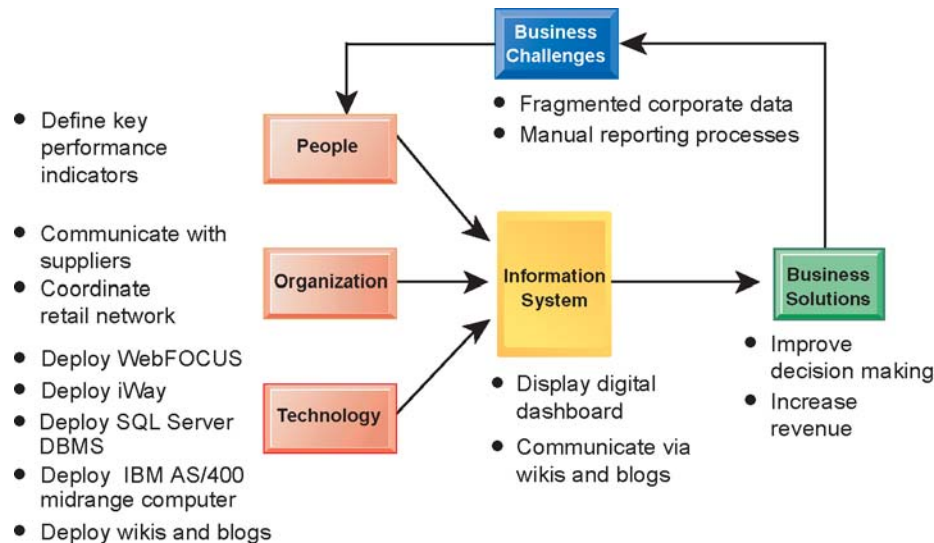 Business
Challenges
• Fragmented corporate data
• Manual reporting processes
• Define key
performance
indicators
People
• Communicate with
suppliers
• Coordinate
retail network
Organization
Information
System
Business
Solutions
• Deploy WebFOCUS
• Deploy iWay
• Deploy SQL Server
DBMS
• Deploy IBM AS/400
midrange computer
• Deploy wikis and blogs
Technology
• Display digital
dashboard
• Communicate via
wikis and blogs
• Improve
decision making
• Increase
revenue